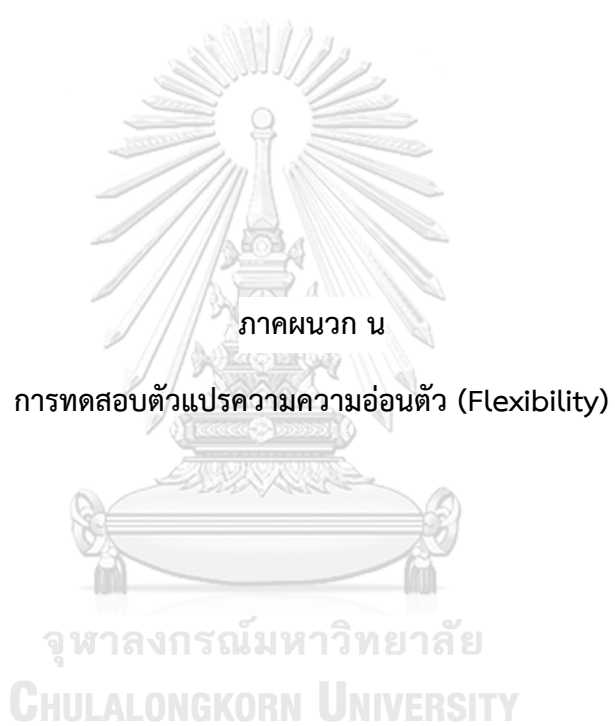 ภาคผนวก น
การทดสอบตัวแปรความความอ่อนตัว (Flexibility)
จุฬาลงกรณ์มหาวิทยาลัย
CHULALONGKORN UNIVERSITY